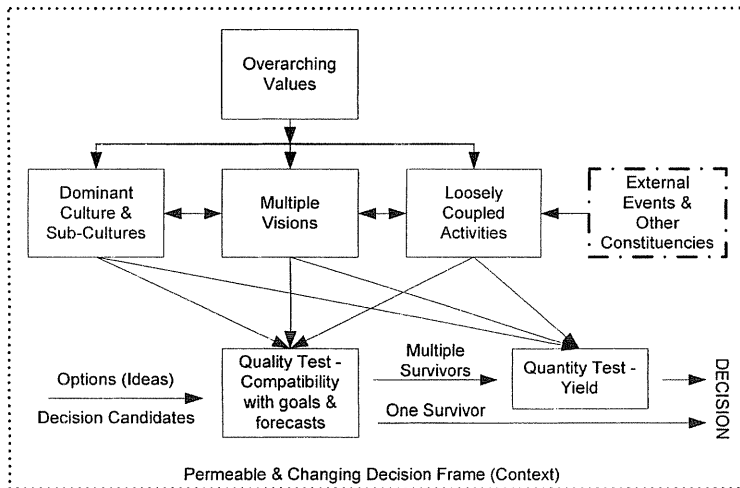 Overarching
Values
Dominant
Culture &
Sub-Cultures
Multiple
Visions
Loosely
Coupled
Activities
External
Events &
Other
Constituencies
Options (Ideas)
Decision Candidates
Quality Test -
Compatibility
with goals &
forecasts
Multiple
Survivors
One Survivor
Quantity Test -
Yield
DECISION
Permeable & Changing Decision Frame (Context)